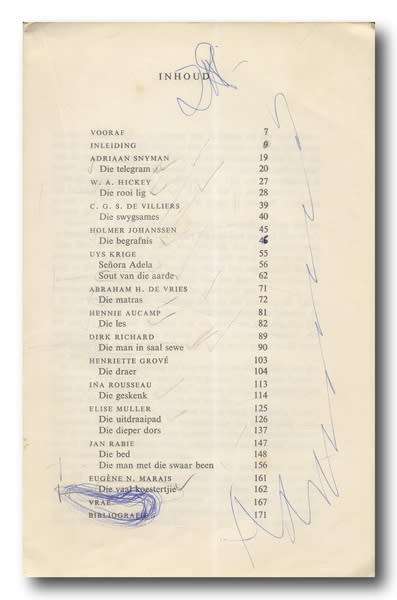 INHOUD
VOORAF 7
INLEIDING 9
ADRIAAN SNYMAN 19
Die telegram 20
W. A. HICKEY 27
Die rooi lig 28
C. G. S. DE VILLIERS 39
Die swygsames 40
HOLMER JOHANSSEN 45
Die begrafnis 46
UYS KRIGE 55
Señora Adela 56
Sout van die aarde 62
ABRAHAM H. DE VRIES 71
Die matras 72
HENNIE AUCAMP 81
Die les 82
DIRK RICHARD 89
Die man in saal sewe 90
HENRIETTE GROVÉ 103
Die draer 104
INA ROUSSEAU 113
Die geskenk 114
ELISE MULLER 125
Die uitdraaipad 126
Die dieper dors 137
JAN RABIE 147
Die bed 148
Die man met die swaar been 156
EUGÈNE N. MARAIS 161
Die vaal koestertjie 162
VRAE 167
BIBLIOGRAFIE 171